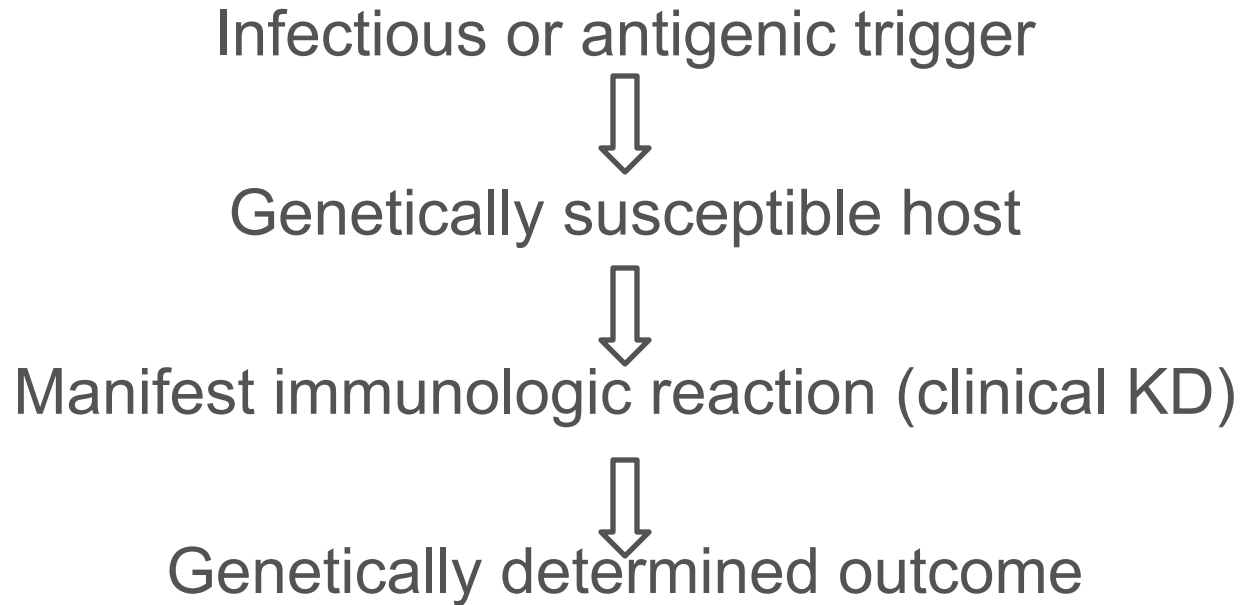 Infectious or antigenic trigger
Genetically susceptible host
Manifest immunologic reaction (clinical KD)
Genetically determined outcome